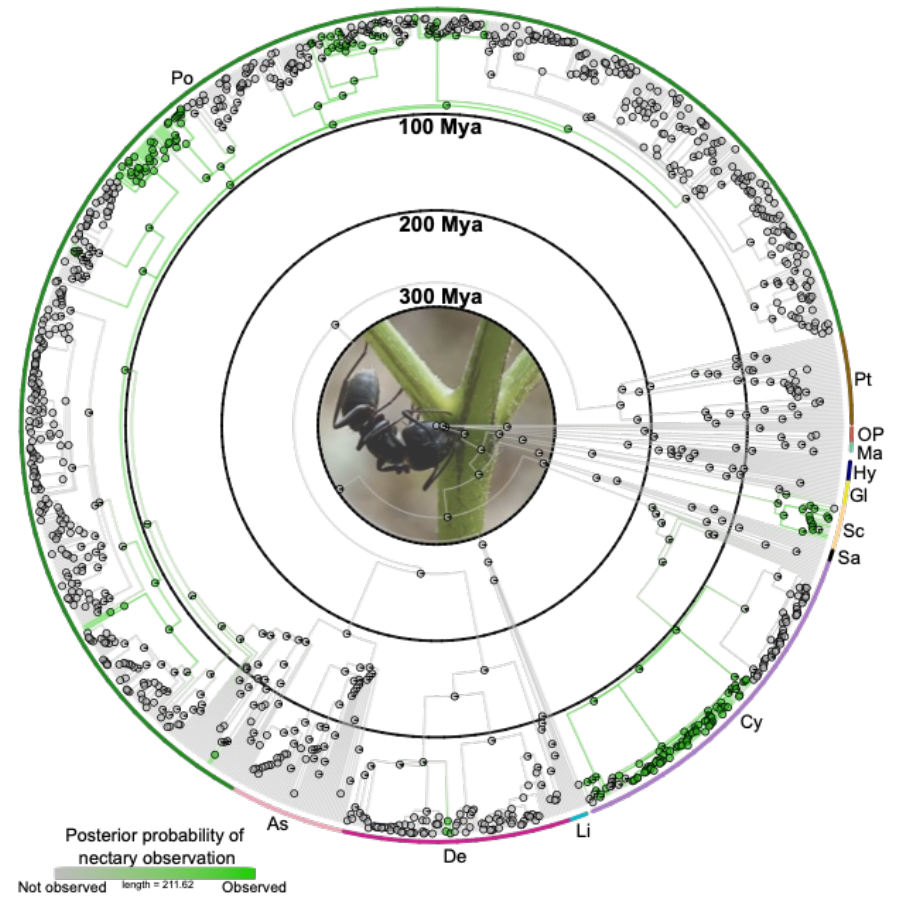 Po
100 Mya
200 Mya
300 Mya
Pt
OP
Ma
Hy
Gl
Sc
Sa
Cy
Li
De
As
Posterior probability of
nectary observation
Not observed length = 211.62 Observed